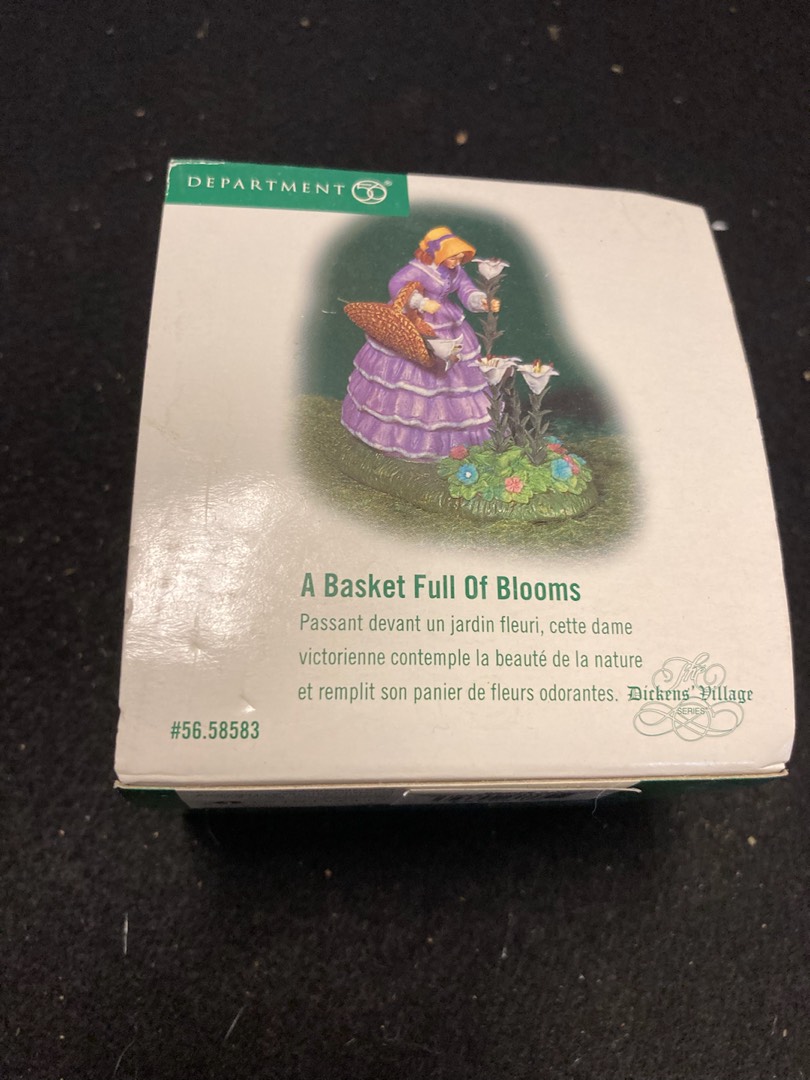 DEPARTMENT 56®
A Basket Full Of Blooms
Passant devant un jardin fleuri, cette dame
victorienne contemple la beauté de la nature
et remplit son panier de fleurs odorantes.
The
Dickens' Village
SERIES™
#56.58583